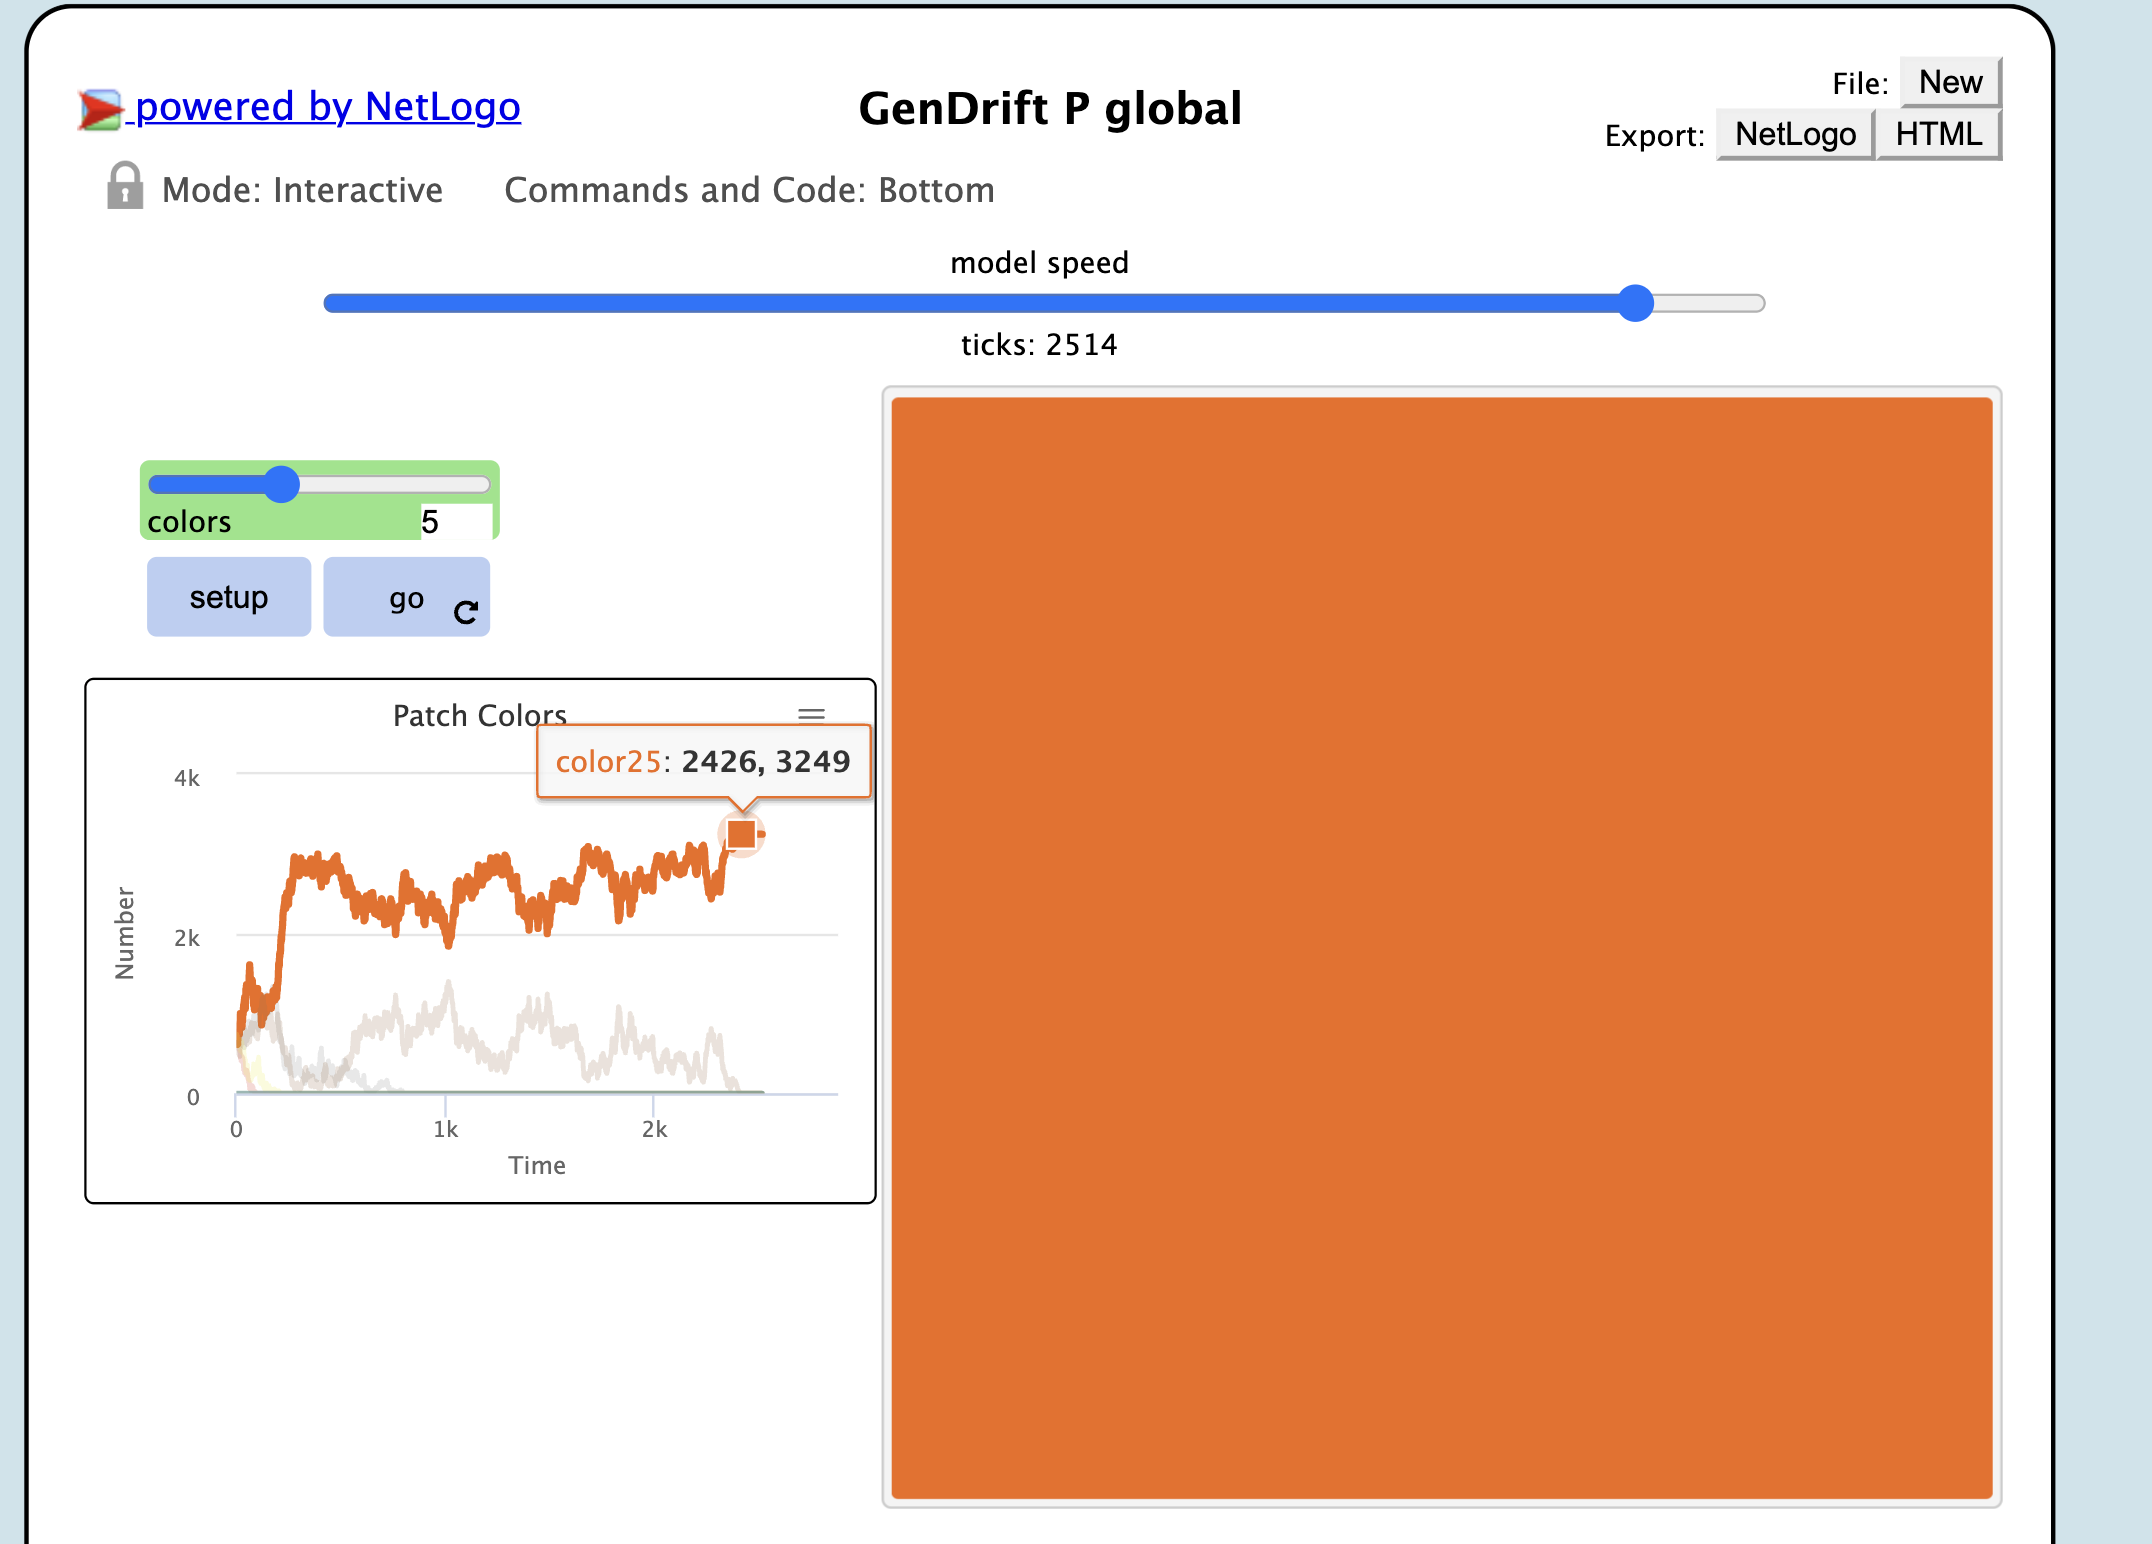 powered by NetLogo
GenDrift P global
File: New
Export: NetLogo HTML
Mode: Interactive Commands and Code: Bottom
model speed
ticks: 2514
colors 5
setup go
Patch Colors
color25: 2426, 3249
4k
2k
0
Number
0 1k 2k
Time